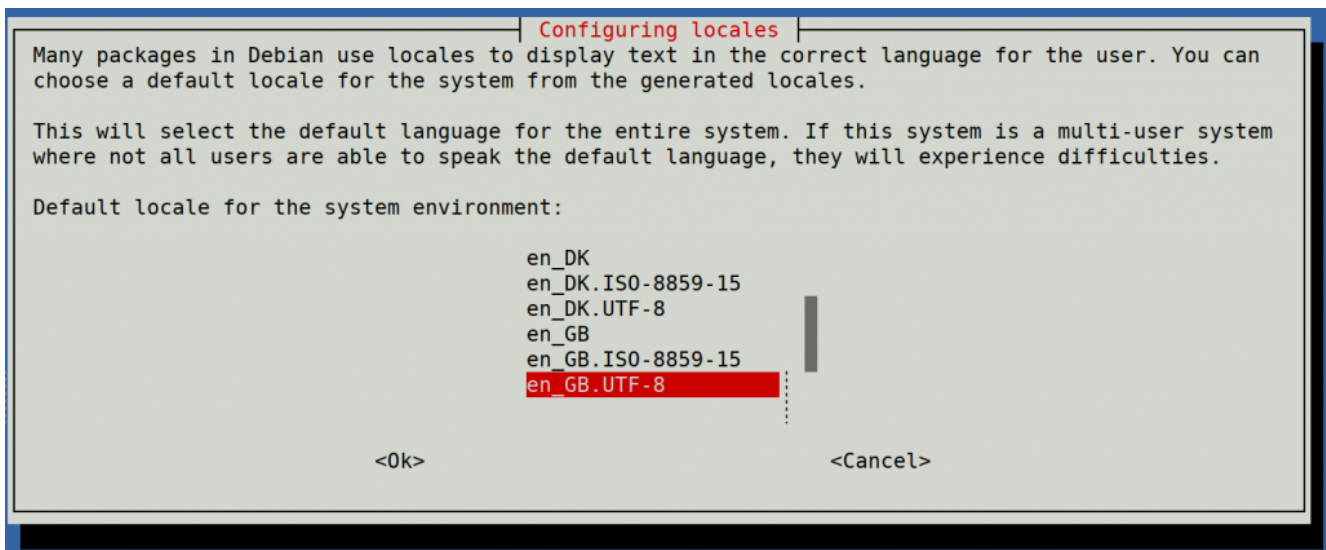 Configuring locales
Many packages in Debian use locales to display text in the correct language for the user. You can
choose a default locale for the system from the generated locales.
This will select the default language for the entire system. If this system is a multi-user system
where not all users are able to speak the default language, they will experience difficulties.
Default locale for the system environment:
en_DK
en_DK.ISO-8859-15
en_DK.UTF-8
en_GB
en_GB.ISO-8859-15
en_GB.UTF-8
<Ok> <Cancel>